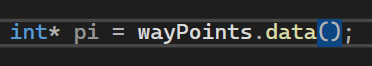 int* pi = wayPoints.data();